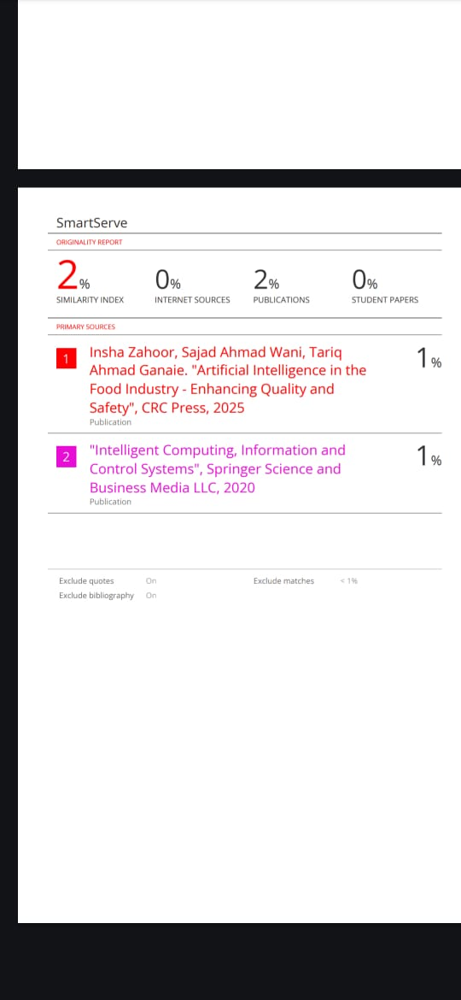 SmartServe
ORIGINALITY REPORT
2% 0% 2% 0%
SIMILARITY INDEX INTERNET SOURCES PUBLICATIONS STUDENT PAPERS
PRIMARY SOURCES
1 Insha Zahoor, Sajad Ahmad Wani, Tariq 1%
Ahmad Ganaie. "Artificial Intelligence in the
Food Industry - Enhancing Quality and
Safety", CRC Press, 2025
Publication
2 "Intelligent Computing, Information and 1%
Control Systems", Springer Science and
Business Media LLC, 2020
Publication
Exclude quotes On Exclude matches < 1%
Exclude bibliography On